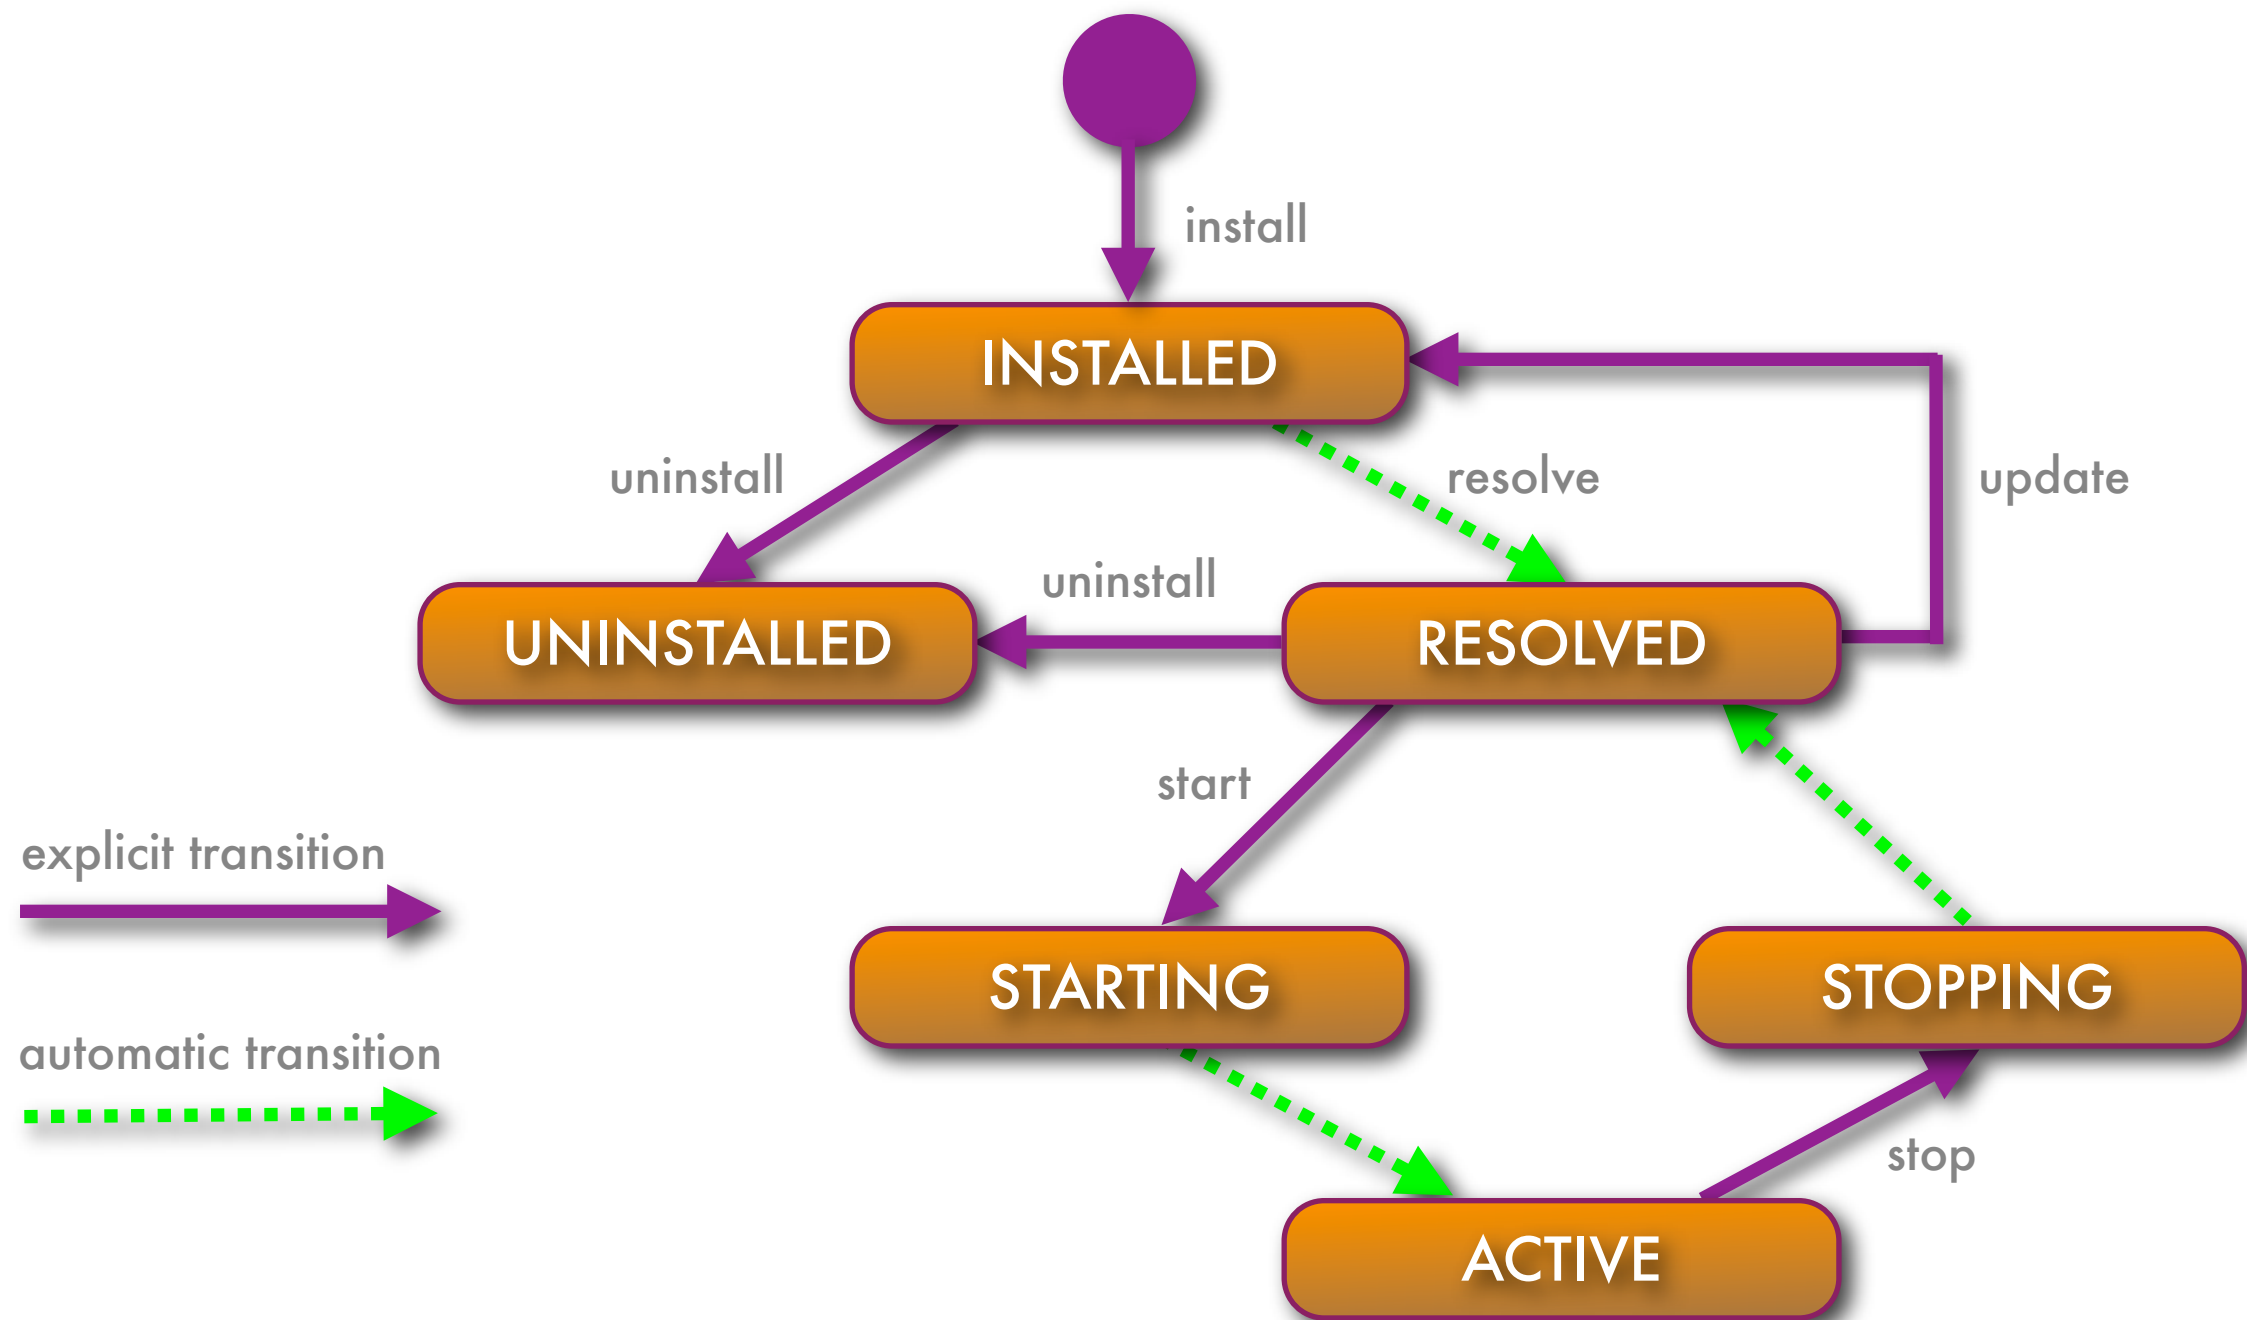 install
INSTALLED
uninstall
resolve
update
uninstall
UNINSTALLED
RESOLVED
start
explicit transition
STARTING
STOPPING
automatic transition
stop
ACTIVE